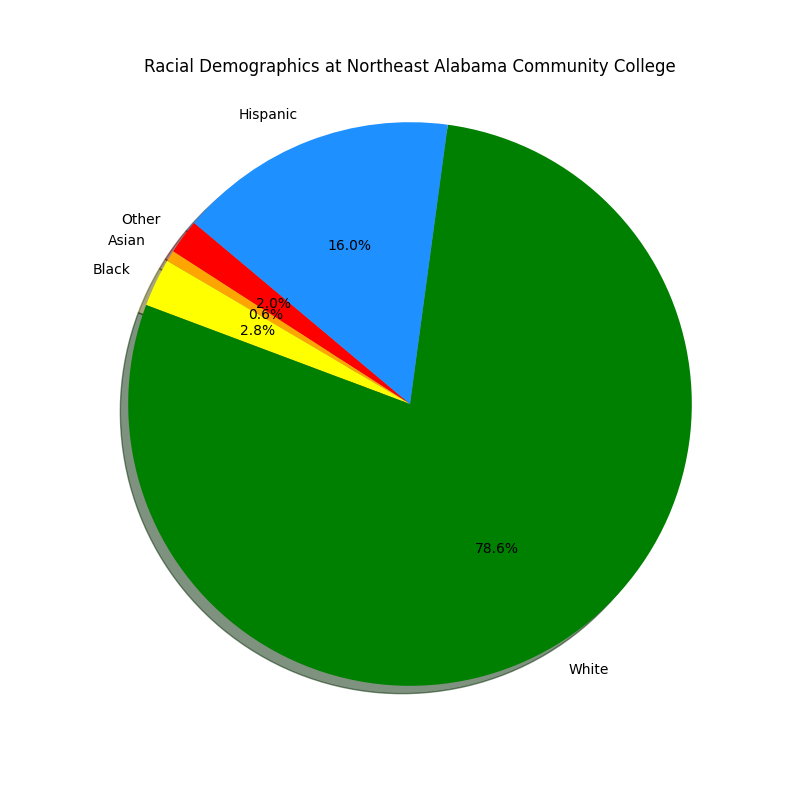 Racial Demographics at Northeast Alabama Community College
Hispanic
Other
Asian
Black
16.0%
2.0%
0.6%
2.8%
78.6%
White